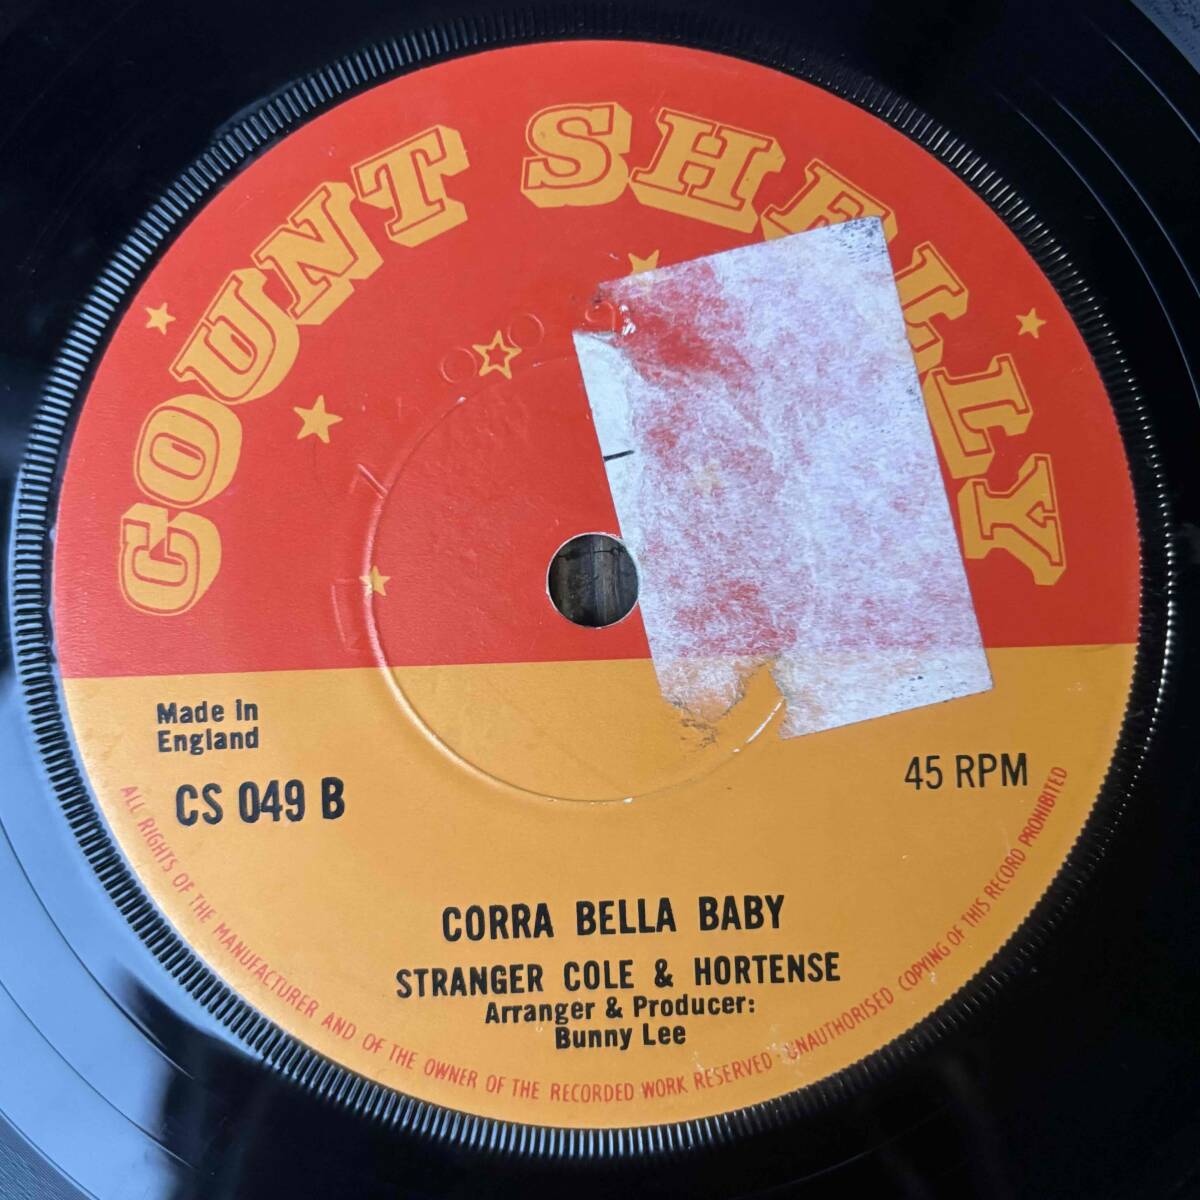 COUNT SHELLY
Made in
England
CS 049 B
45 RPM
CORRA BELLA BABY
STRANGER COLE & HORTENSE
Arranger & Producer:
Bunny Lee
ALL RIGHTS OF THE MANUFACTURER AND OF THE OWNER OF THE RECORDED WORK RESERVED · UNAUTHORISED COPYING OF THIS RECORD PROHIBITED